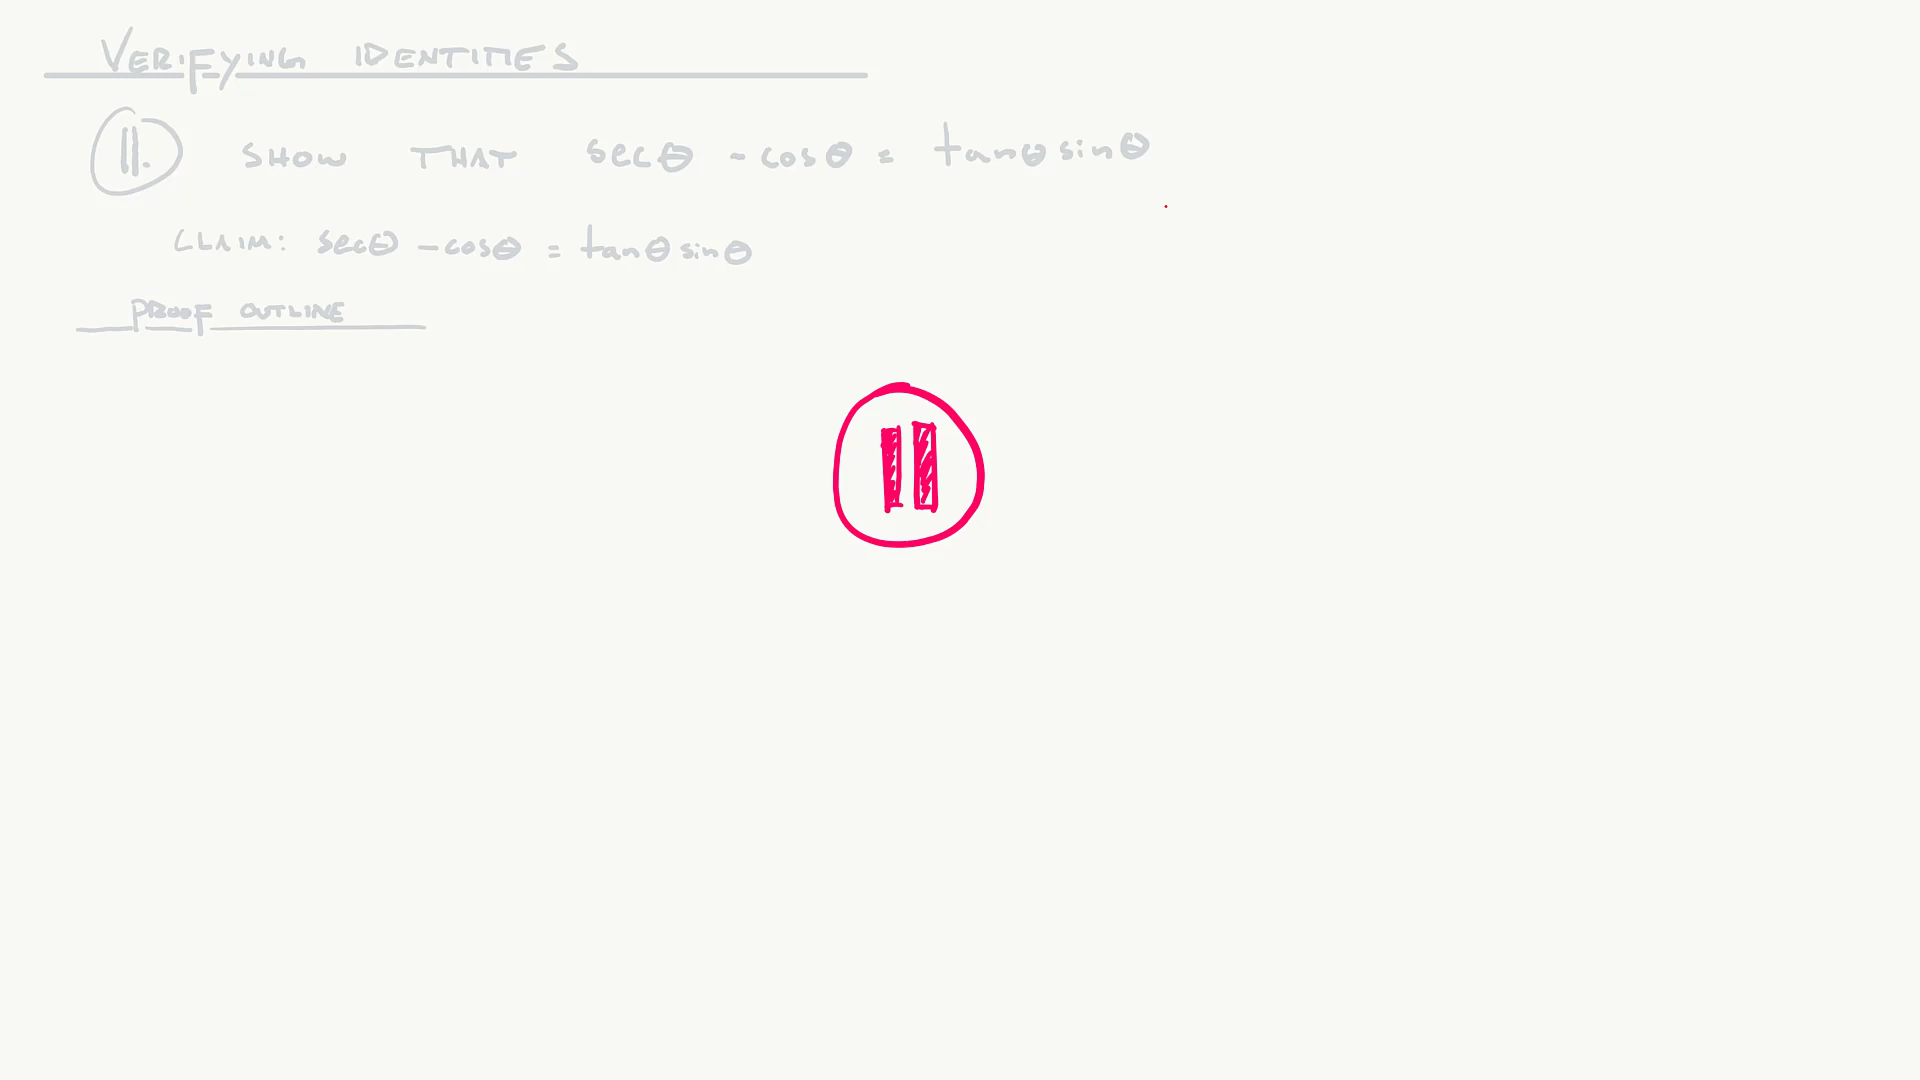 VERIFYING IDENTITIES
11. SHOW THAT secθ - cosθ = tanθ sinθ
CLAIM: secθ - cosθ = tanθ sinθ
PROOF OUTLINE